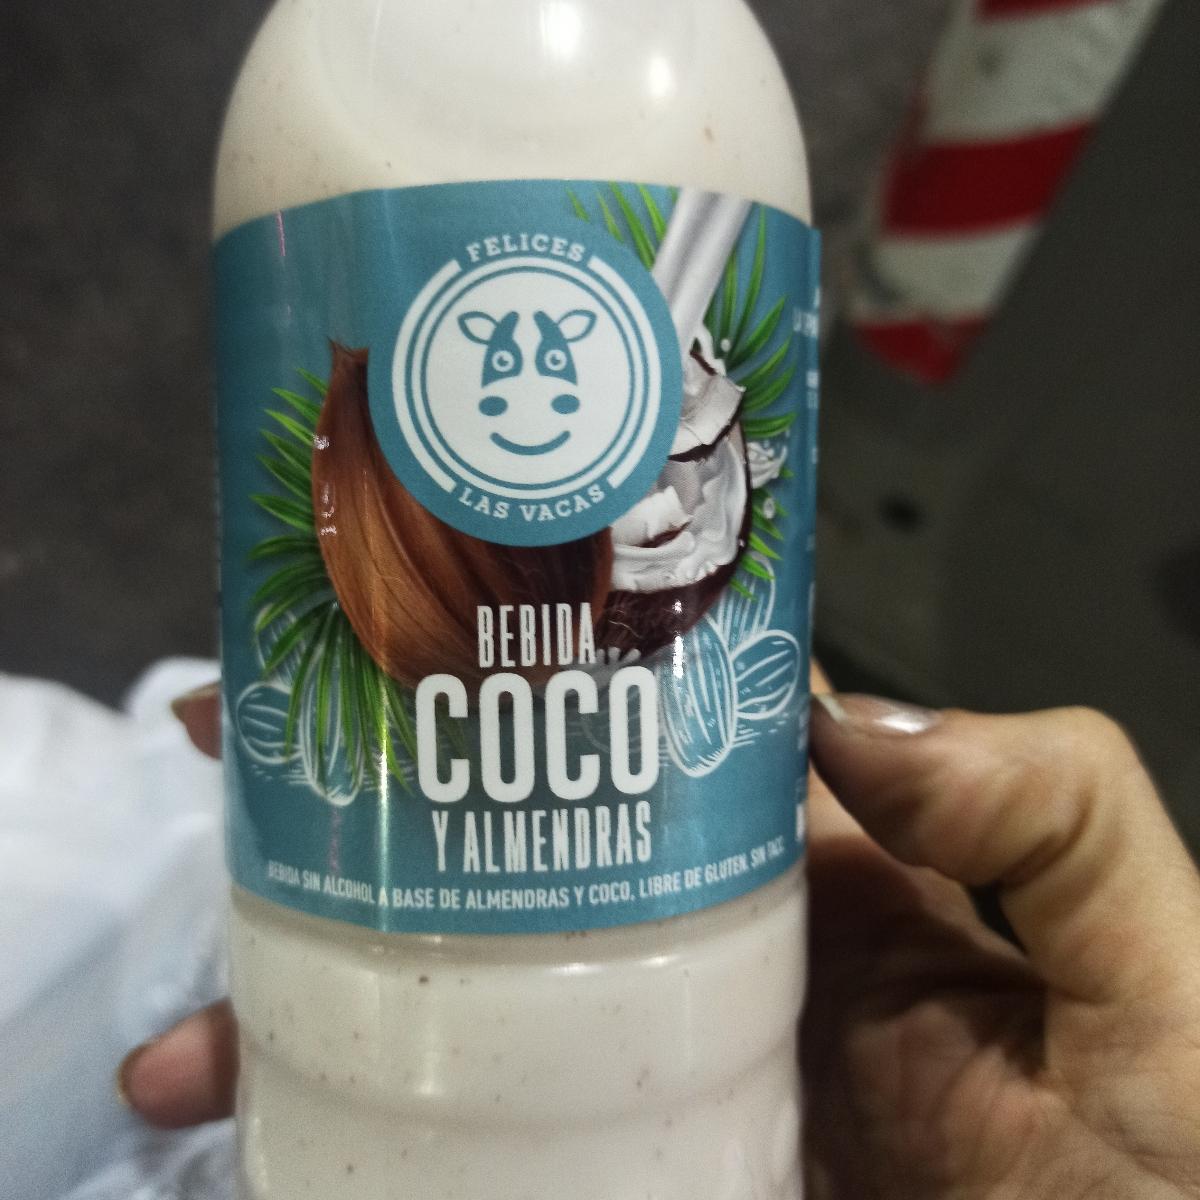 FELICES
LAS VACAS
BEBIDA
COCO
Y ALMENDRAS
BEBIDA SIN ALCOHOL A BASE DE ALMENDRAS Y COCO. LIBRE DE GLUTEN. SIN TACC.